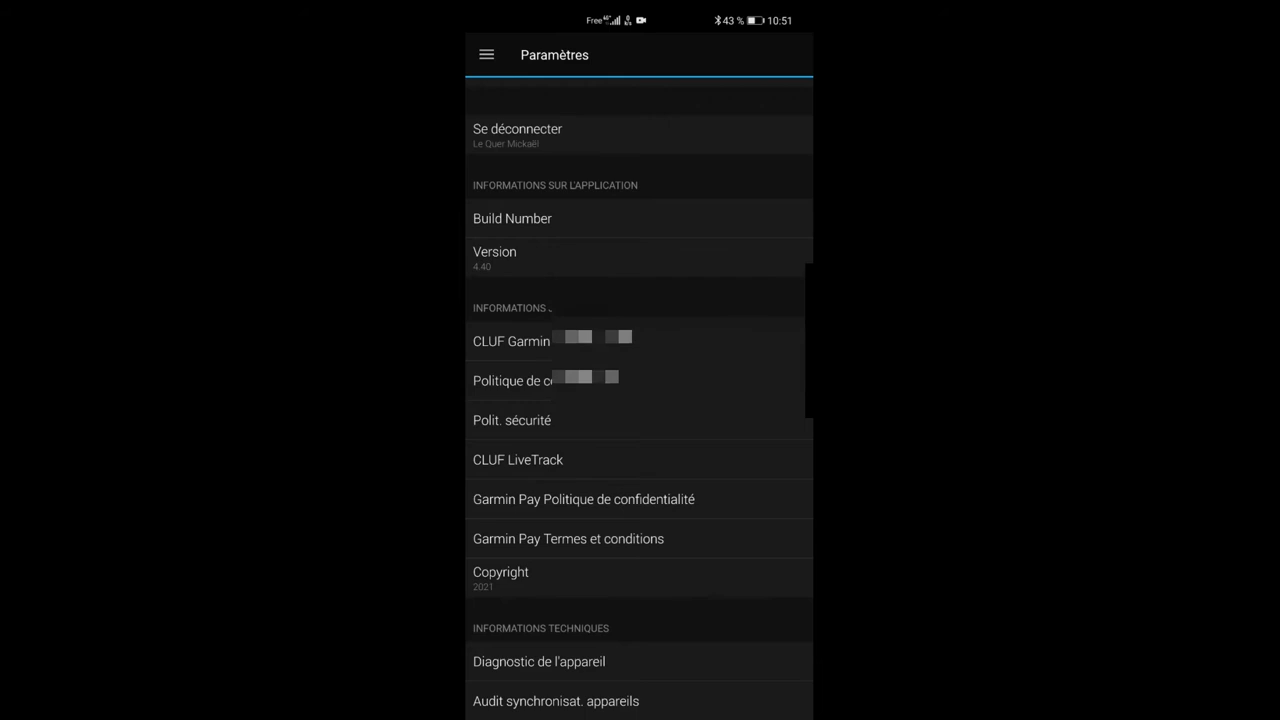 Free 43 % 10:51
Paramètres
Se déconnecter
Le Quer Mickaël
INFORMATIONS SUR L'APPLICATION
Build Number
Version
4.40
INFORMATIONS
CLUF Garmin
Politique de c
Polit. sécurité
CLUF LiveTrack
Garmin Pay Politique de confidentialité
Garmin Pay Termes et conditions
Copyright
2021
INFORMATIONS TECHNIQUES
Diagnostic de l'appareil
Audit synchronisat. appareils